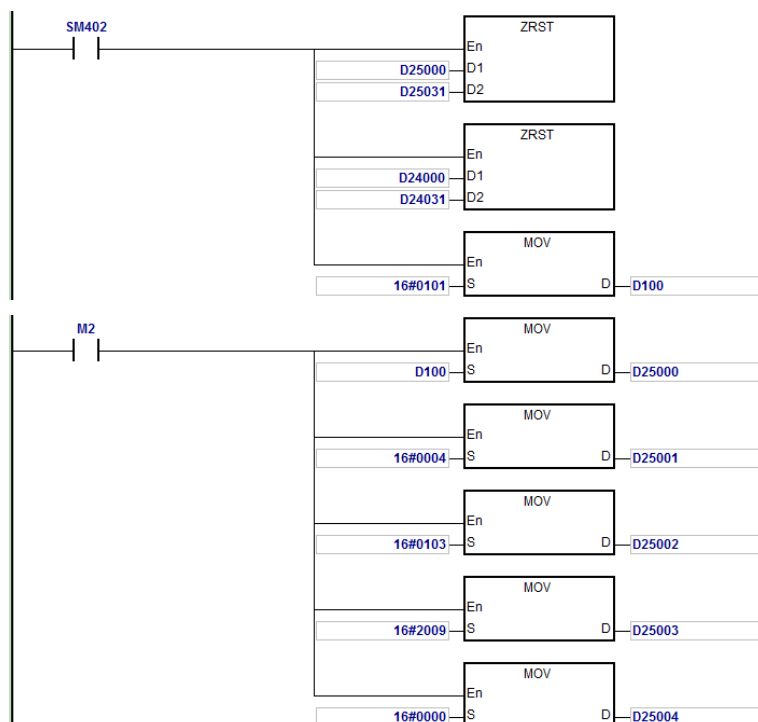 SM402
ZRST
En
D25000 D1
D25031 D2
ZRST
En
D24000 D1
D24031 D2
MOV
En
16#0101 S D D100
M2
MOV
En
D100 S D D25000
MOV
En
16#0004 S D D25001
MOV
En
16#0103 S D D25002
MOV
En
16#2009 S D D25003
MOV
En
16#0000 S D D25004